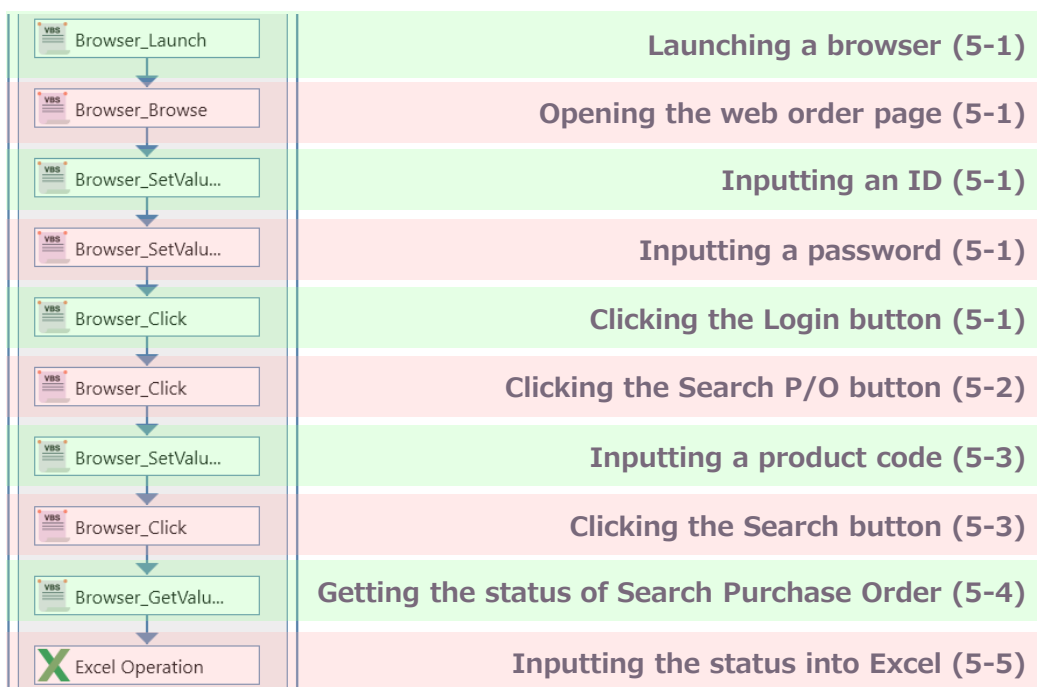 VBS Browser_Launch Launching a browser (5-1)
VBS Browser_Browse Opening the web order page (5-1)
VBS Browser_SetValu... Inputting an ID (5-1)
VBS Browser_SetValu... Inputting a password (5-1)
VBS Browser_Click Clicking the Login button (5-1)
VBS Browser_Click Clicking the Search P/O button (5-2)
VBS Browser_SetValu... Inputting a product code (5-3)
VBS Browser_Click Clicking the Search button (5-3)
VBS Browser_GetValu... Getting the status of Search Purchase Order (5-4)
Excel Operation Inputting the status into Excel (5-5)